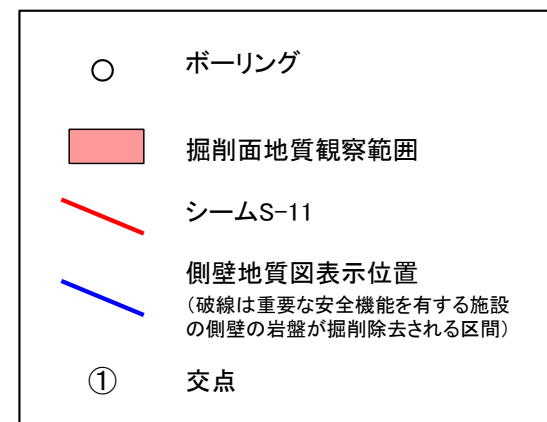 ボーリング
掘削面地質観察範囲
シームS-11
側壁地質図表示位置
（破線は重要な安全機能を有する施設
の側壁の岩盤が掘削除去される区間）
① 交点